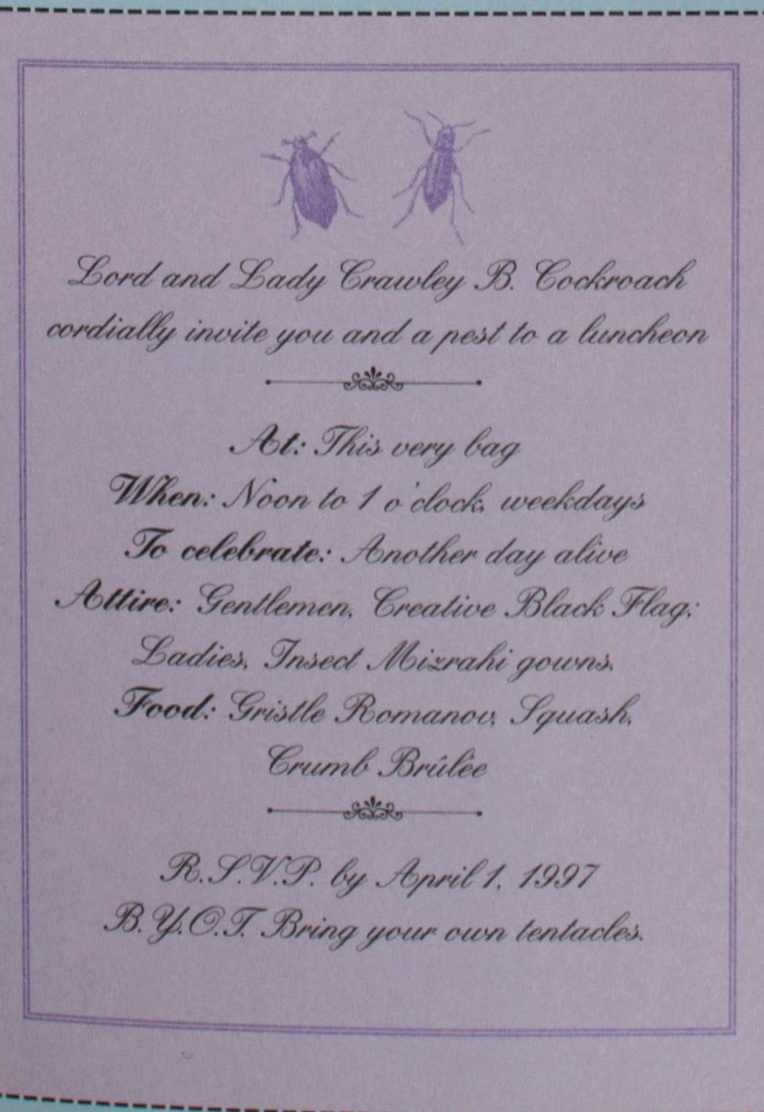 Lord and Lady Crawley B. Cockroach
cordially invite you and a pest to a luncheon
At: This very bag
When: Noon to 1 o'clock, weekdays
To celebrate: Another day alive
Attire: Gentlemen, Creative Black Flag;
Ladies, Insect Mizrahi gowns.
Food: Gristle Romanov, Squash,
Crumb Brûlée
R.S.V.P. by April 1, 1997
B.Y.O.T. Bring your own tentacles.